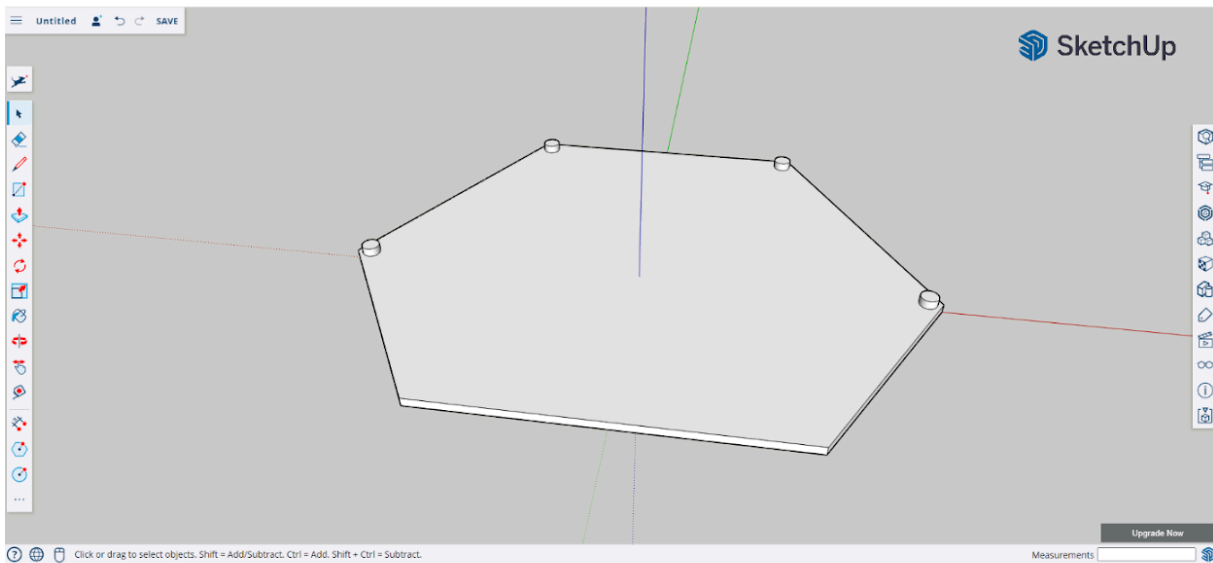 Untitled SAVE
SketchUp
Upgrade Now
Click or drag to select objects. Shift = Add/Subtract. Ctrl = Add. Shift + Ctrl = Subtract.
Measurements